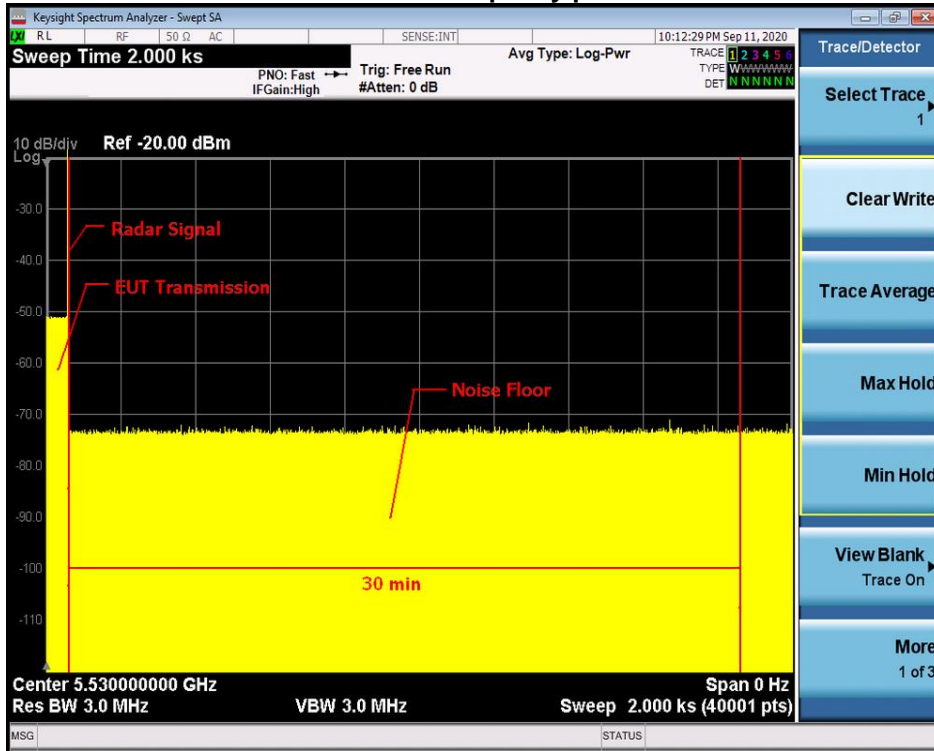 Keysight Spectrum Analyzer - Swept SA
LXI RL RF 50 Ω AC SENSE:INT 10:12:29 PM Sep 11, 2020
Sweep Time 2.000 ks
PNO: Fast
IFGain:High
Trig: Free Run
#Atten: 0 dB
Avg Type: Log-Pwr
TRACE 1 2 3 4 5 6
TYPE WWWWWW
DET N N N N N N
Trace/Detector
Select Trace
1
10 dB/div
Log
Ref -20.00 dBm
Clear Write
-30.0
Radar Signal
-40.0
EUT Transmission
Trace Average
-50.0
-60.0
Max Hold
Noise Floor
-70.0
-80.0
Min Hold
-90.0
-100
30 min
View Blank
Trace On
-110
More
1 of 3
Center 5.530000000 GHz
Span 0 Hz
Res BW 3.0 MHz
VBW 3.0 MHz
Sweep 2.000 ks (40001 pts)
MSG
STATUS